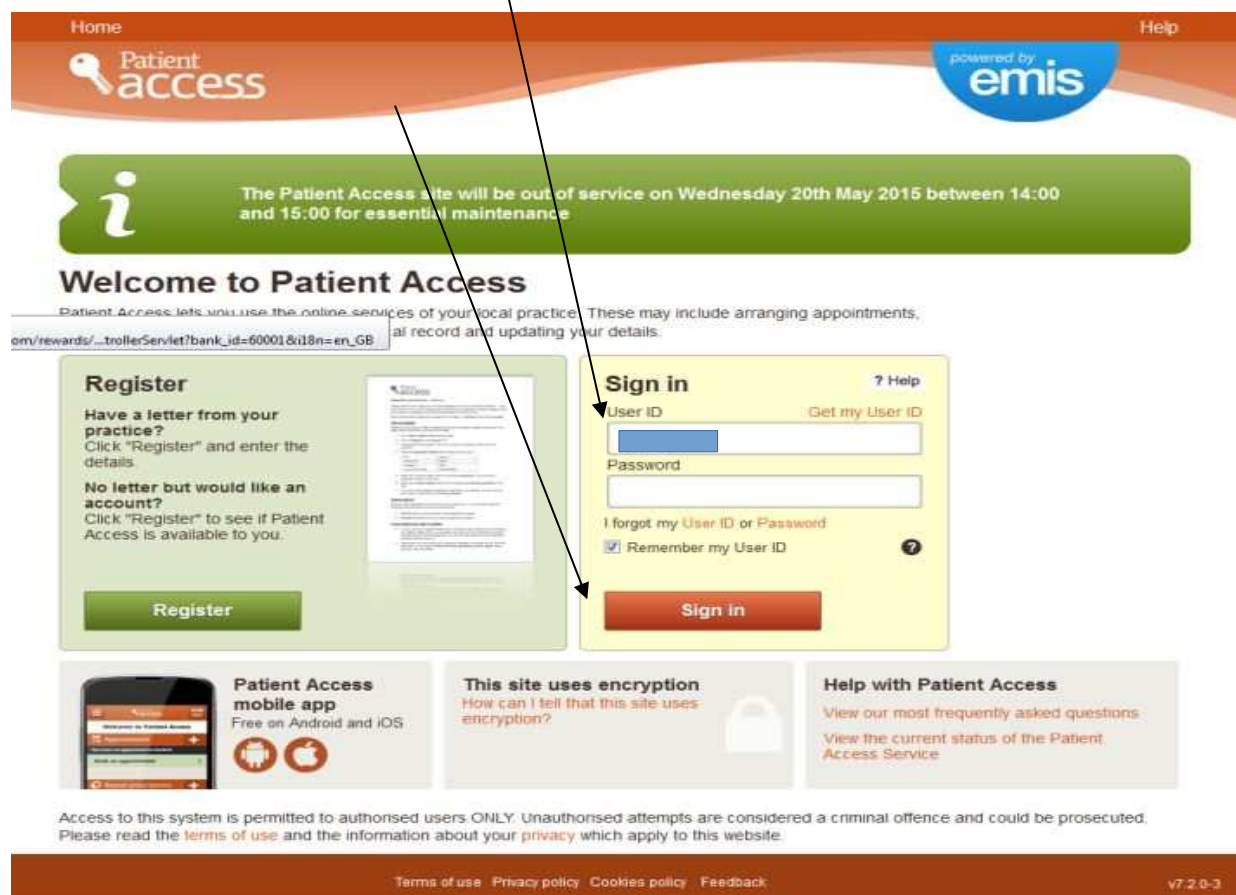 Home Help
Patient access
powered by emis
i
The Patient Access site will be out of service on Wednesday 20th May 2015 between 14:00
and 15:00 for essential maintenance
Welcome to Patient Access
Patient Access lets you use the online services of your local practice. These may include arranging appointments,
om/rewards/...trollerServlet?bank_id=60001&i18n=en_GB al record and updating your details.
Register
Have a letter from your
practice?
Click "Register" and enter the
details.
No letter but would like an
account?
Click "Register" to see if Patient
Access is available to you.
Register
Sign in ? Help
User ID Get my User ID
Password
I forgot my User ID or Password
Remember my User ID ?
Sign in
Patient Access
mobile app
Free on Android and iOS
This site uses encryption
How can I tell that this site uses
encryption?
Help with Patient Access
View our most frequently asked questions
View the current status of the Patient
Access Service
Access to this system is permitted to authorised users ONLY. Unauthorised attempts are considered a criminal offence and could be prosecuted.
Please read the terms of use and the information about your privacy which apply to this website.
Terms of use Privacy policy Cookies policy Feedback v7.2.0-3